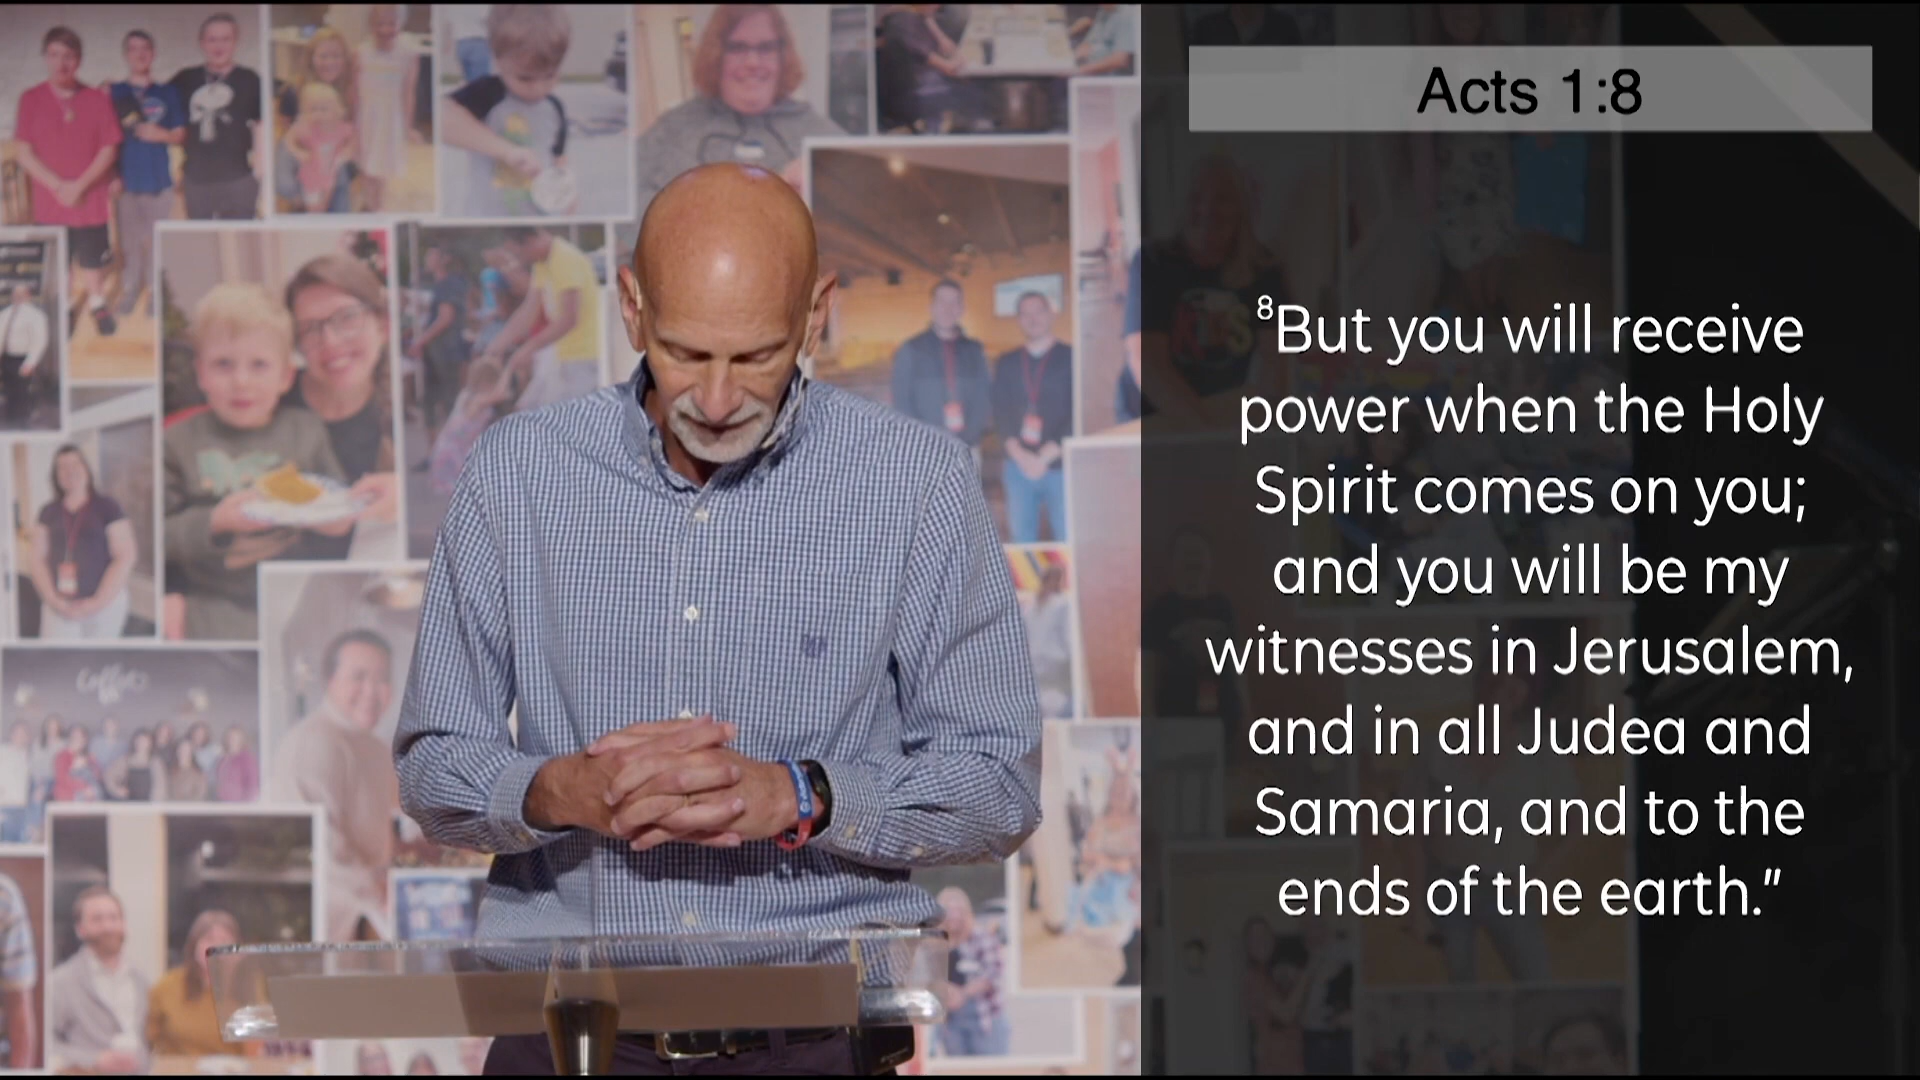 Acts 1:8
⁸But you will receive
power when the Holy
Spirit comes on you;
and you will be my
witnesses in Jerusalem,
and in all Judea and
Samaria, and to the
ends of the earth.”
Coffee